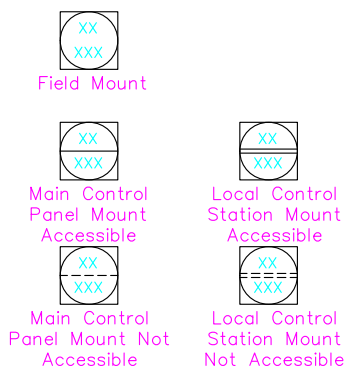 XX
XXX
Field Mount
XX
XXX
Main Control
Panel Mount
Accessible
XX
XXX
Local Control
Station Mount
Accessible
XX
XXX
Main Control
Panel Mount Not
Accessible
XX
XXX
Local Control
Station Mount
Not Accessible